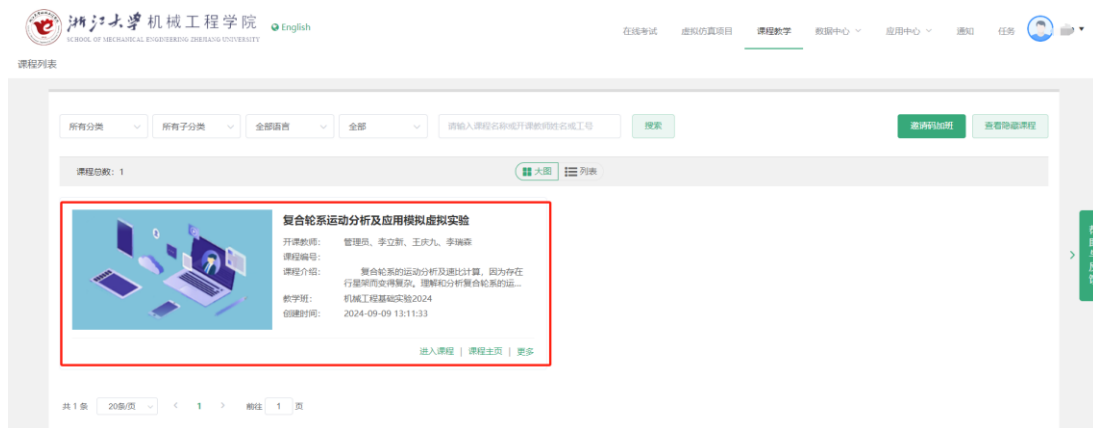 浙江大学机械工程学院 English
SCHOOL OF MECHANICAL ENGINEERING ZHEJIANG UNIVERSITY
在线考试 虚拟仿真项目 课程教学 数据中心 应用中心 通知 任务
课程列表
所有分类 所有子分类 全部语言 全部 请输入课程名称或开课教师姓名或工号 搜索 邀请码加班 查看隐藏课程
课程总数：1 大图 列表
复合轮系运动分析及应用模拟虚拟实验
开课教师： 管理员、李立新、王庆九、李瑞森
课程编号：
课程介绍： 复合轮系的运动分析及速比计算，因为存在
行星架而变得复杂。理解和分析复合轮系的运...
教学班： 机械工程基础实验2024
创建时间： 2024-09-09 13:11:33
进入课程 | 课程主页 | 更多
共 1 条 20条/页 < 1 > 前往 1 页